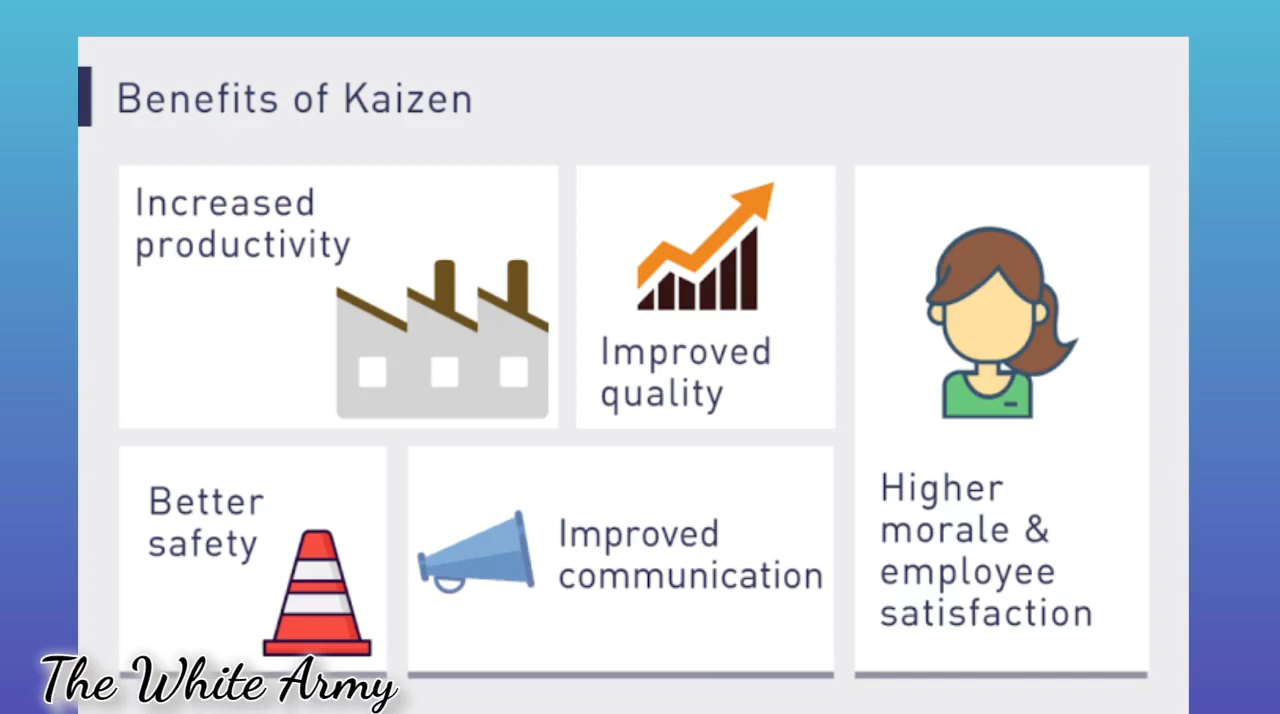 Benefits of Kaizen
Increased
productivity
Improved
quality
Higher
morale &
employee
satisfaction
Better
safety
Improved
communication
The White Army